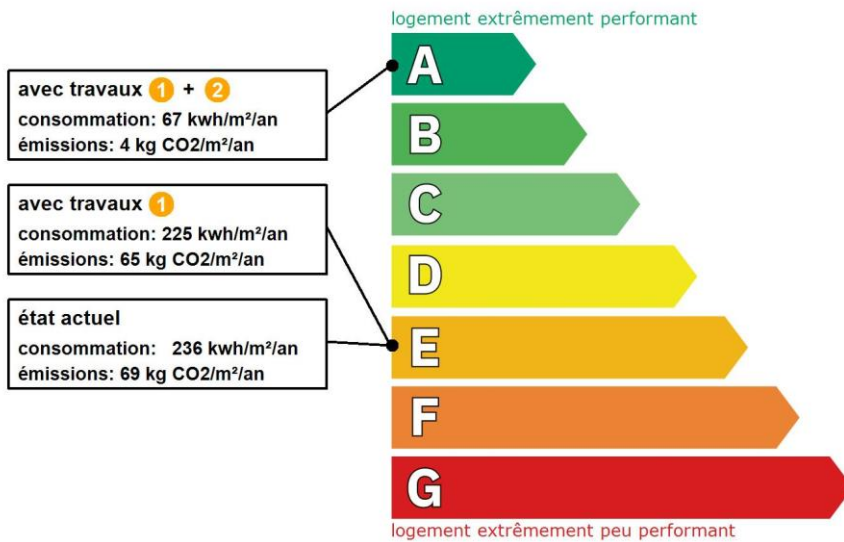 logement extrêmement performant
avec travaux 1 + 2
consommation: 67 kwh/m²/an
émissions: 4 kg CO2/m²/an
avec travaux 1
consommation: 225 kwh/m²/an
émissions: 65 kg CO2/m²/an
état actuel
consommation: 236 kwh/m²/an
émissions: 69 kg CO2/m²/an
A
B
C
D
E
F
G
logement extrêmement peu performant